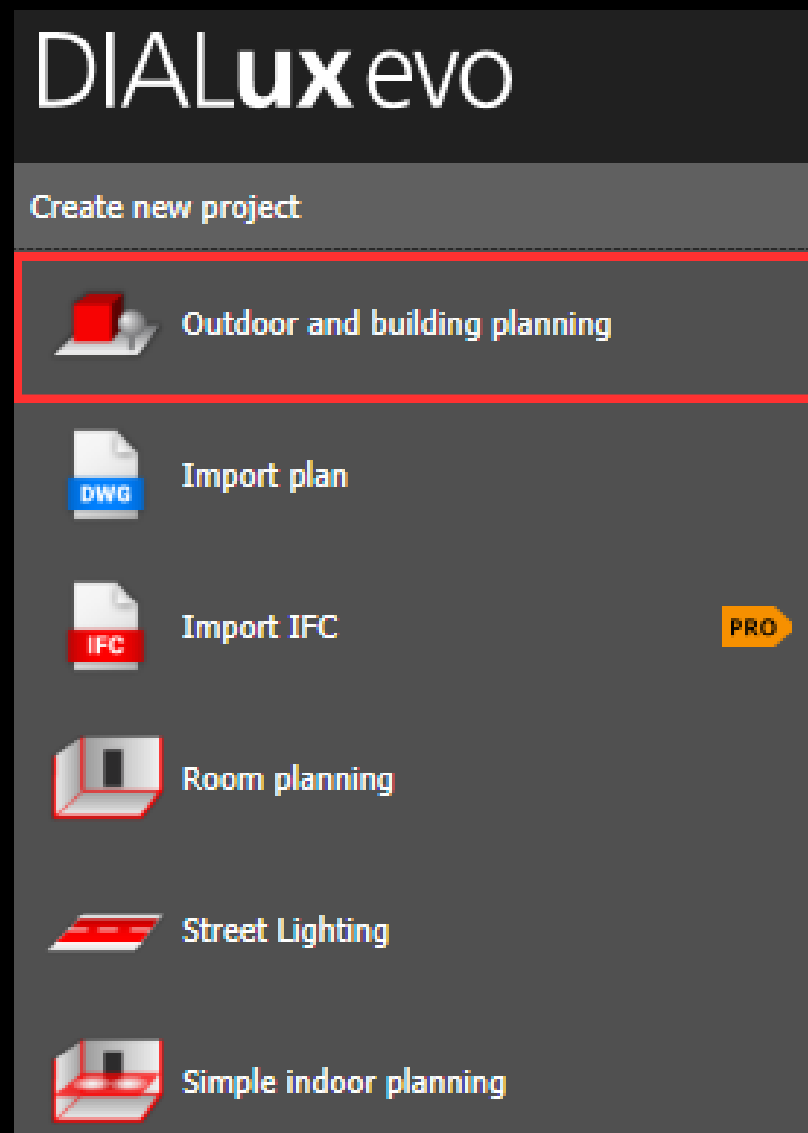 DIALux evo
Create new project
Outdoor and building planning
DWG
Import plan
IFC
Import IFC
PRO
Room planning
Street Lighting
Simple indoor planning